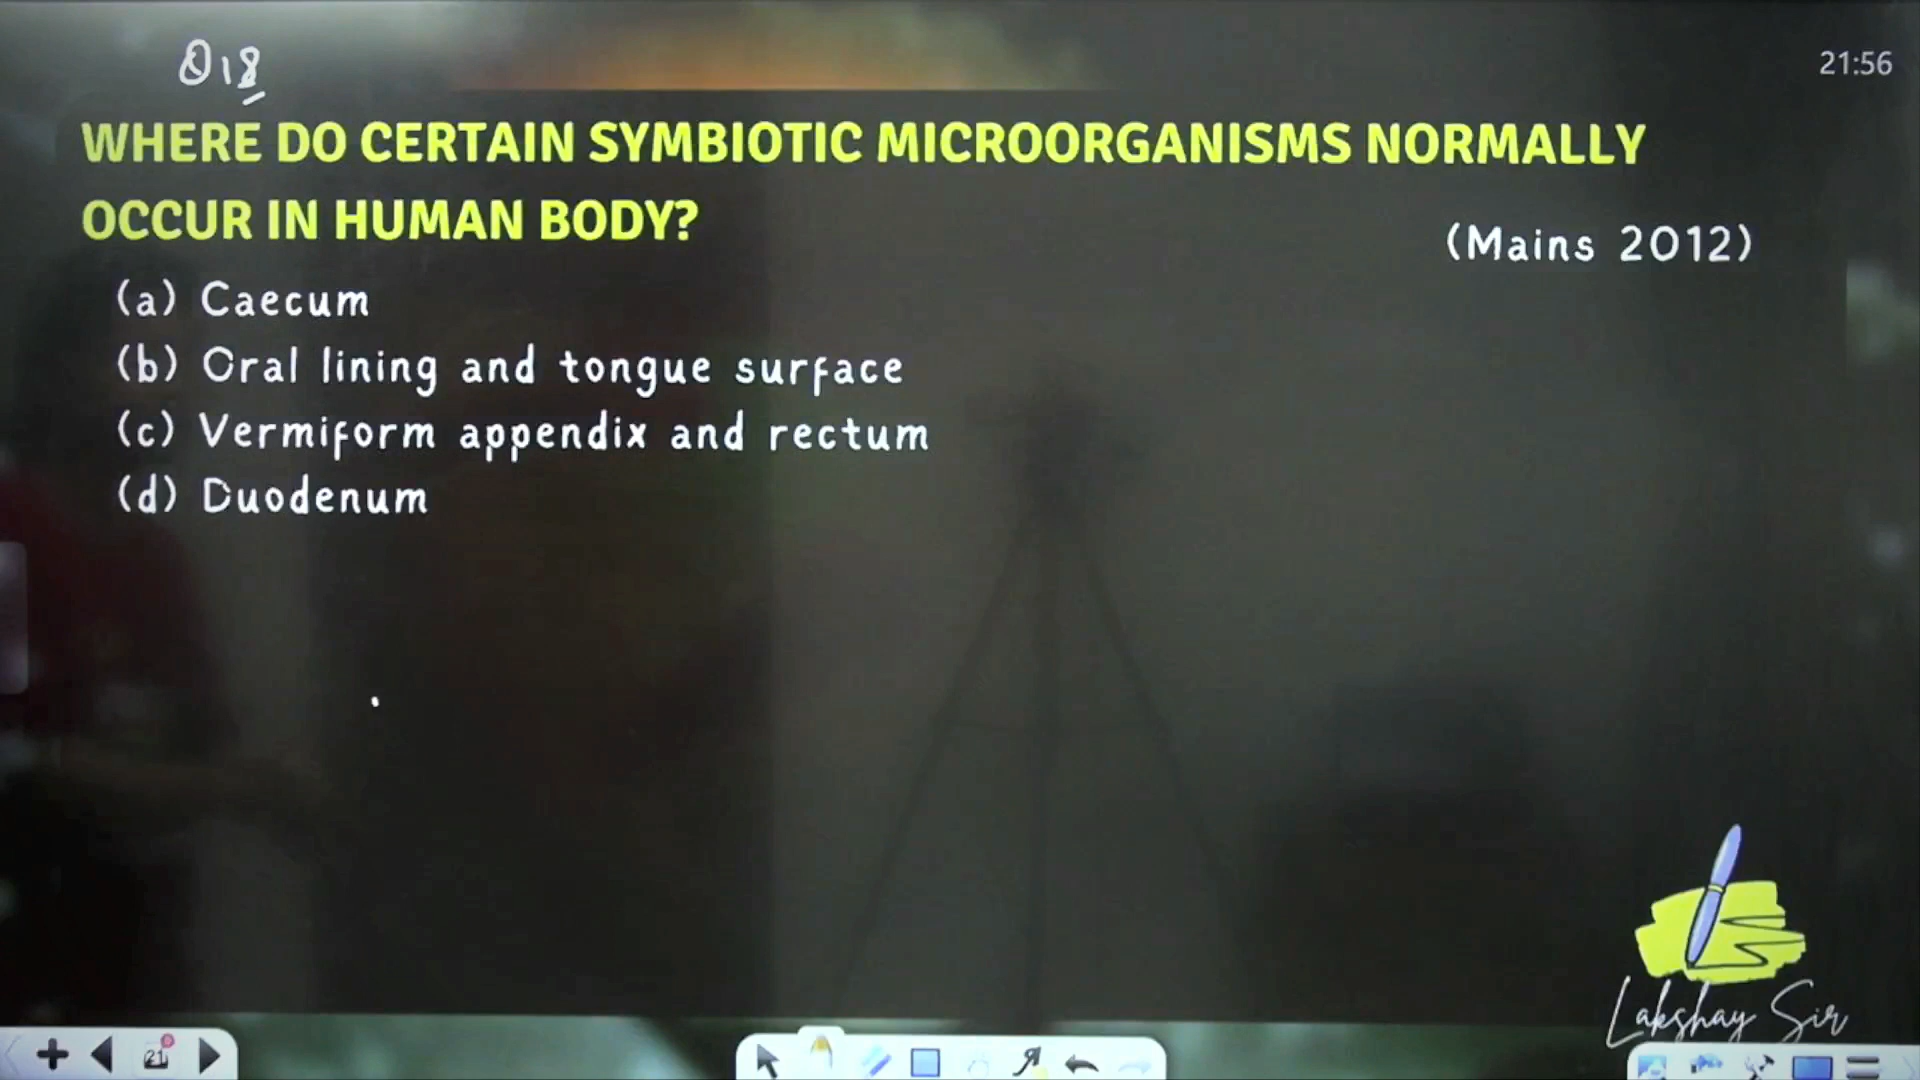 Q18
21:56
WHERE DO CERTAIN SYMBIOTIC MICROORGANISMS NORMALLY
OCCUR IN HUMAN BODY?
(Mains 2012)
(a) Caecum
(b) Oral lining and tongue surface
(c) Vermiform appendix and rectum
(d) Duodenum
Lakshay Sir
21